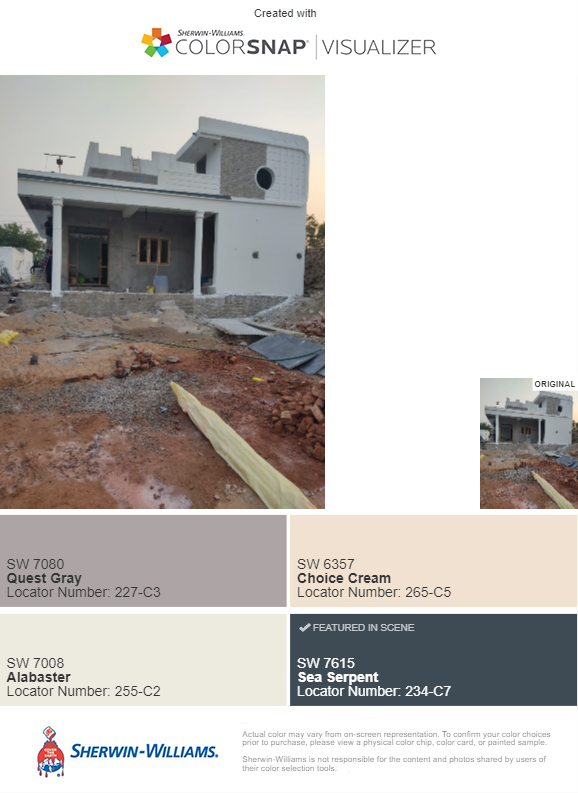 Created with
SHERWIN-WILLIAMS.
COLORSNAP® VISUALIZER
ORIGINAL
SW 7080
Quest Gray
Locator Number: 227-C3
SW 6357
Choice Cream
Locator Number: 265-C5
SW 7008
Alabaster
Locator Number: 255-C2
FEATURED IN SCENE
SW 7615
Sea Serpent
Locator Number: 234-C7
COVER THE EARTH
SHERWIN-WILLIAMS.
Actual color may vary from on-screen representation. To confirm your color choices
prior to purchase, please view a physical color chip, color card, or painted sample.
Sherwin-Williams is not responsible for the content and photos shared by users of
their color selection tools.